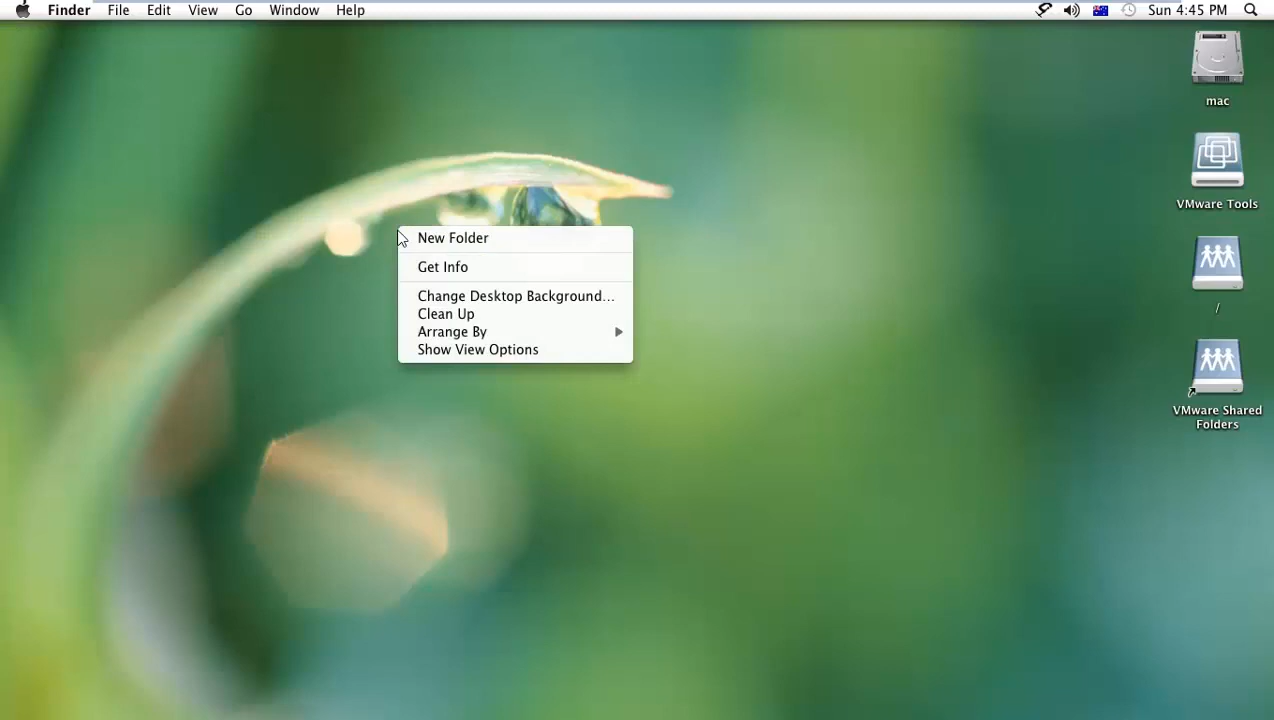 Finder File Edit View Go Window Help Sun 4:45 PM
mac
VMware Tools
New Folder
Get Info
Change Desktop Background...
Clean Up
Arrange By
Show View Options
/
VMware Shared
Folders